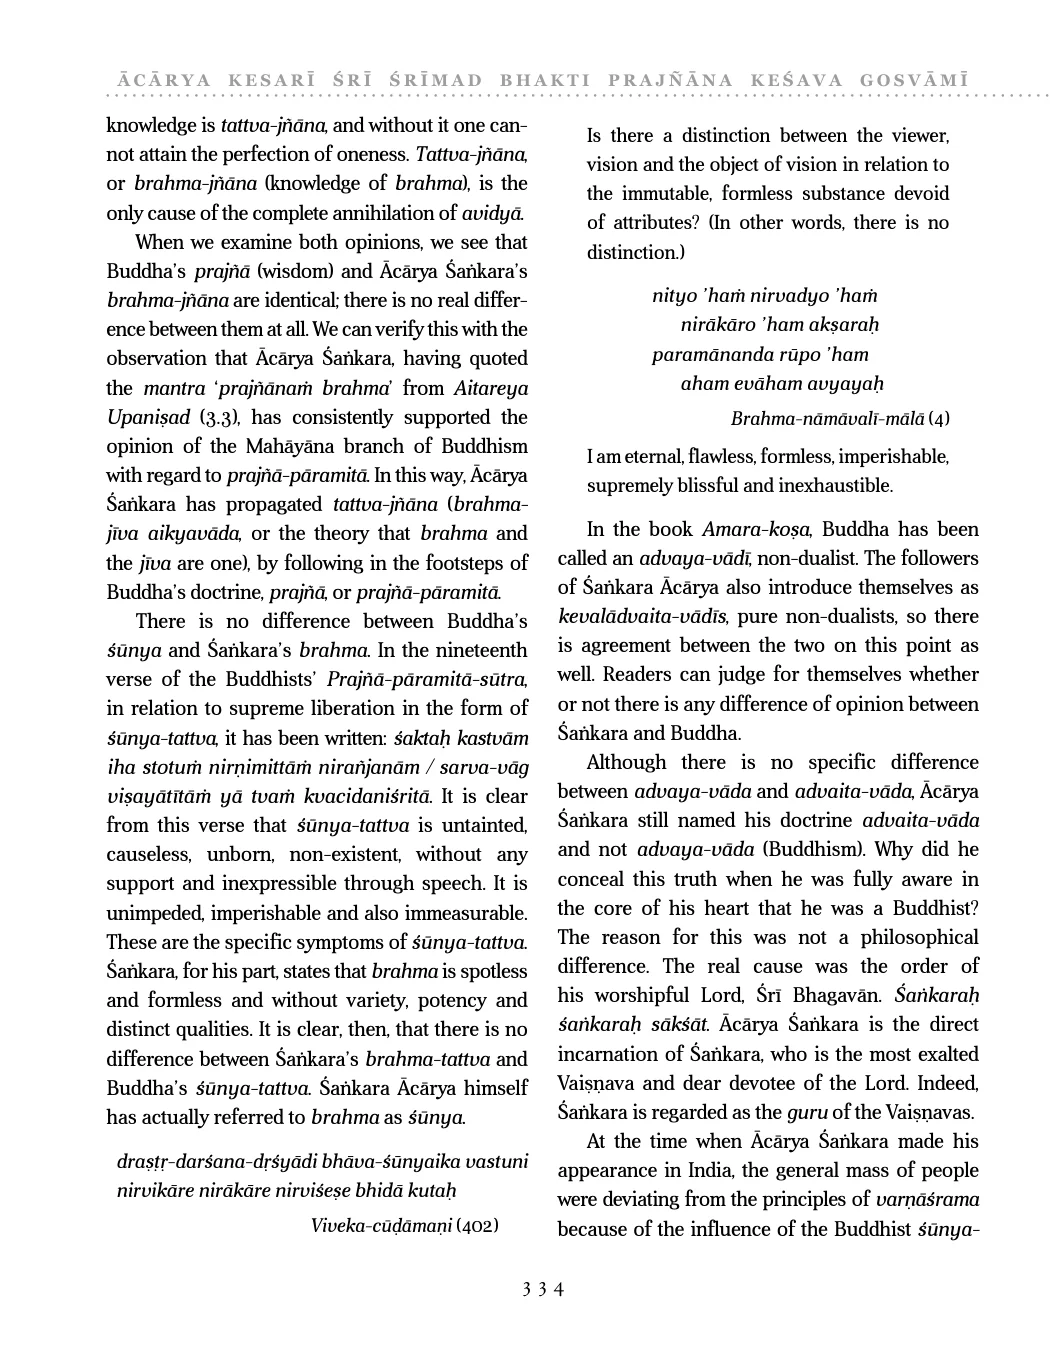 ĀCĀRYA KESARĪ ŚRĪ ŚRĪMAD BHAKTI PRAJÑĀNA KEŚAVA GOSVĀMĪ
knowledge is tattva-jñāna, and without it one can-
not attain the perfection of oneness. Tattva-jñāna,
or brahma-jñāna (knowledge of brahma), is the
only cause of the complete annihilation of avidyā.
When we examine both opinions, we see that
Buddha’s prajñā (wisdom) and Ācārya Śaṅkara’s
brahma-jñāna are identical; there is no real differ-
ence between them at all. We can verify this with the
observation that Ācārya Śaṅkara, having quoted
the mantra ‘prajñānaṁ brahma’ from Aitareya
Upaniṣad (3.3), has consistently supported the
opinion of the Mahāyāna branch of Buddhism
with regard to prajñā-pāramitā. In this way, Ācārya
Śaṅkara has propagated tattva-jñāna (brahma-
jīva aikyavāda, or the theory that brahma and
the jīva are one), by following in the footsteps of
Buddha’s doctrine, prajñā, or prajñā-pāramitā.
There is no difference between Buddha’s
śūnya and Śaṅkara’s brahma. In the nineteenth
verse of the Buddhists’ Prajñā-pāramitā-sūtra,
in relation to supreme liberation in the form of
śūnya-tattva, it has been written: śaktaḥ kastvām
iha stotuṁ nirṇimittāṁ nirañjanām / sarva-vāg
viṣayātītāṁ yā tvaṁ kvacidaniśritā. It is clear
from this verse that śūnya-tattva is untainted,
causeless, unborn, non-existent, without any
support and inexpressible through speech. It is
unimpeded, imperishable and also immeasurable.
These are the specific symptoms of śūnya-tattva.
Śaṅkara, for his part, states that brahma is spotless
and formless and without variety, potency and
distinct qualities. It is clear, then, that there is no
difference between Śaṅkara’s brahma-tattva and
Buddha’s śūnya-tattva. Śaṅkara Ācārya himself
has actually referred to brahma as śūnya.
draṣṭṛ-darśana-dṛśyādi bhāva-śūnyaika vastuni
nirvikāre nirākāre nirviśeṣe bhidā kutaḥ
Viveka-cūḍāmaṇi (402)
Is there a distinction between the viewer,
vision and the object of vision in relation to
the immutable, formless substance devoid
of attributes? (In other words, there is no
distinction.)
nityo ’haṁ nirvadyo ’haṁ
nirākāro ’ham akṣaraḥ
paramānanda rūpo ’ham
aham evāham avyayaḥ
Brahma-nāmāvalī-mālā (4)
I am eternal, flawless, formless, imperishable,
supremely blissful and inexhaustible.
In the book Amara-koṣa, Buddha has been
called an advaya-vādī, non-dualist. The followers
of Śaṅkara Ācārya also introduce themselves as
kevalādvaita-vādīs, pure non-dualists, so there
is agreement between the two on this point as
well. Readers can judge for themselves whether
or not there is any difference of opinion between
Śaṅkara and Buddha.
Although there is no specific difference
between advaya-vāda and advaita-vāda, Ācārya
Śaṅkara still named his doctrine advaita-vāda
and not advaya-vāda (Buddhism). Why did he
conceal this truth when he was fully aware in
the core of his heart that he was a Buddhist?
The reason for this was not a philosophical
difference. The real cause was the order of
his worshipful Lord, Śrī Bhagavān. Śaṅkaraḥ
śaṅkaraḥ sākśāt. Ācārya Śaṅkara is the direct
incarnation of Śaṅkara, who is the most exalted
Vaiṣṇava and dear devotee of the Lord. Indeed,
Śaṅkara is regarded as the guru of the Vaiṣṇavas.
At the time when Ācārya Śaṅkara made his
appearance in India, the general mass of people
were deviating from the principles of varṇāśrama
because of the influence of the Buddhist śūnya-
334